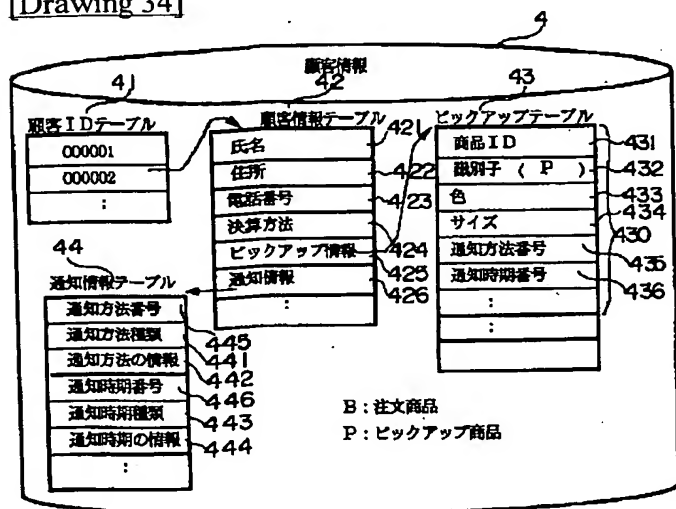 [Drawing 34]
4
顧客情報
41
顧客IDテーブル
000001
000002
:
42
顧客情報テーブル
氏名
421
住所
422
電話番号
423
決算方法
424
ピックアップ情報
425
通知情報
426
:
43
ピックアップテーブル
商品ID
431
識別子 ( P )
432
色
433
サイズ
434
430
通知方法番号
435
通知時期番号
436
:
:
44
通知情報テーブル
通知方法番号
445
通知方法種類
441
通知方法の情報
442
通知時期番号
446
通知時期種類
443
通知時期の情報
444
:
B:注文商品
P:ピックアップ商品